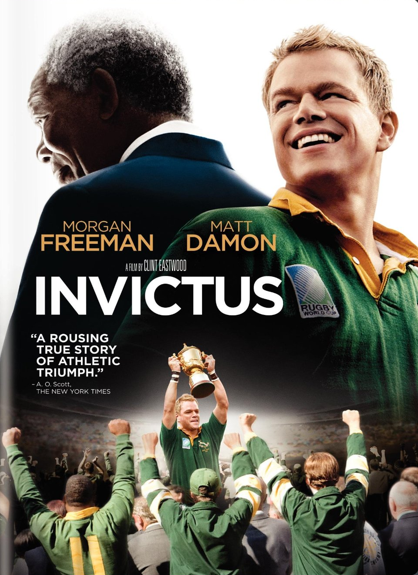 MORGAN
FREEMAN
MATT
DAMON
A FILM BY CLINT EASTWOOD
INVICTUS
RUGBY
WORLD CUP
“A ROUSING
TRUE STORY
OF ATHLETIC
TRIUMPH.”
– A. O. Scott,
THE NEW YORK TIMES